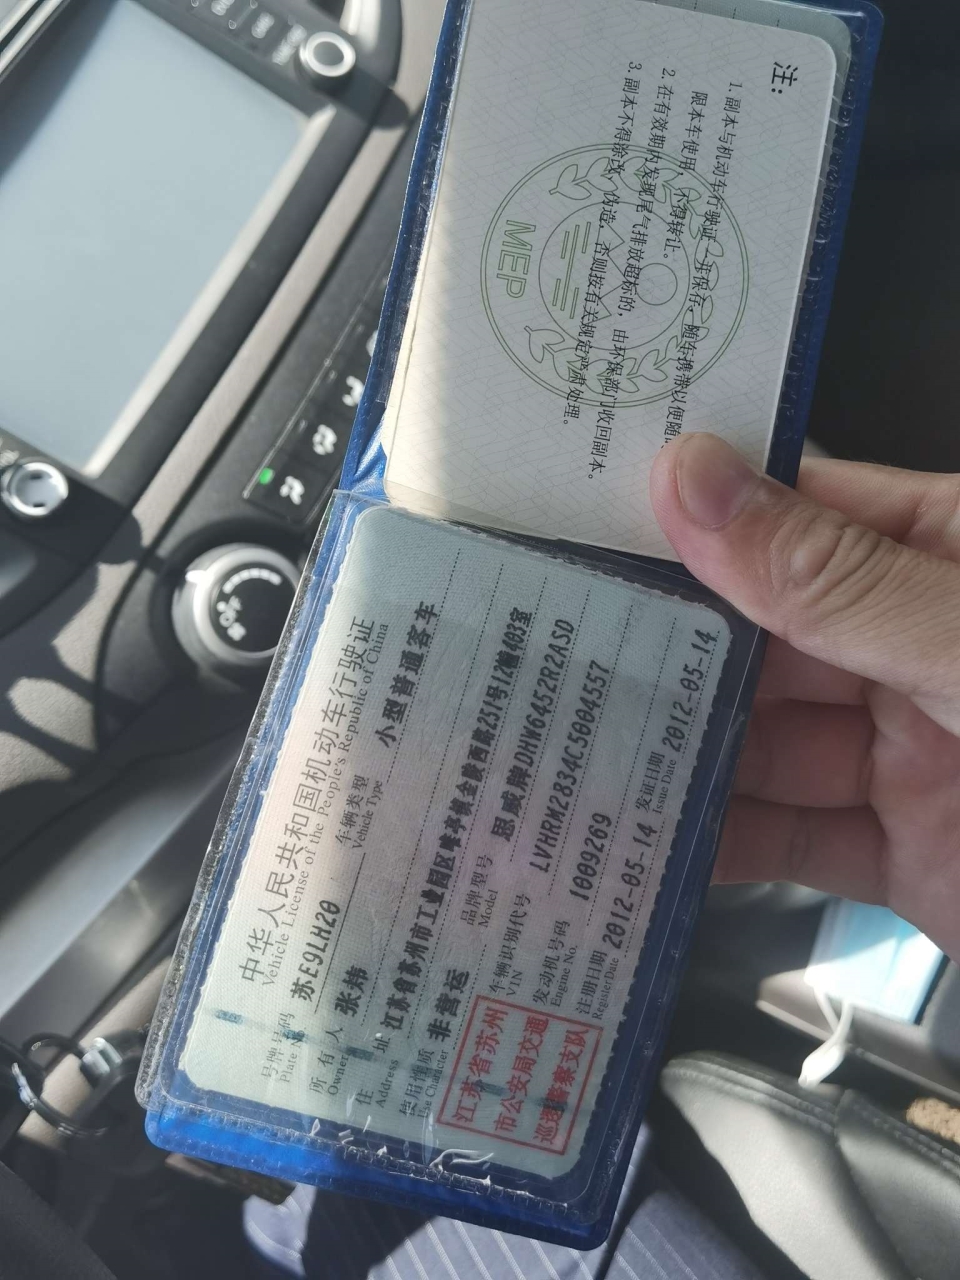 注:
1. 副本与机动车行驶证一并保存，随车携带以便随
限本车使用，不得转让。
2. 在有效期内发现尾气排放超标的，由环保部门收回副本。
3. 副本不得涂改、伪造，否则按有关规定严肃处理。
MEP
中华人民共和国机动车行驶证
Vehicle License of the People's Republic of China
号牌号码 苏E9LH20 车辆类型 小型普通客车
Plate No. Vehicle Type
所有人 张炜
Owner
住址 江苏省苏州市工业园区唯亭镇金陵西路251号12幢403室
Address
使用性质 非营运 品牌型号 思威牌DHW6452R2ASD
Use Character Model
车辆识别代号 LVHRM2834C5004557
VIN
发动机号码 1009269
Engine No.
注册日期 2012-05-14 发证日期 2012-05-14
Register Date Issue Date
江苏省苏州
市公安局交通
巡逻警察支队